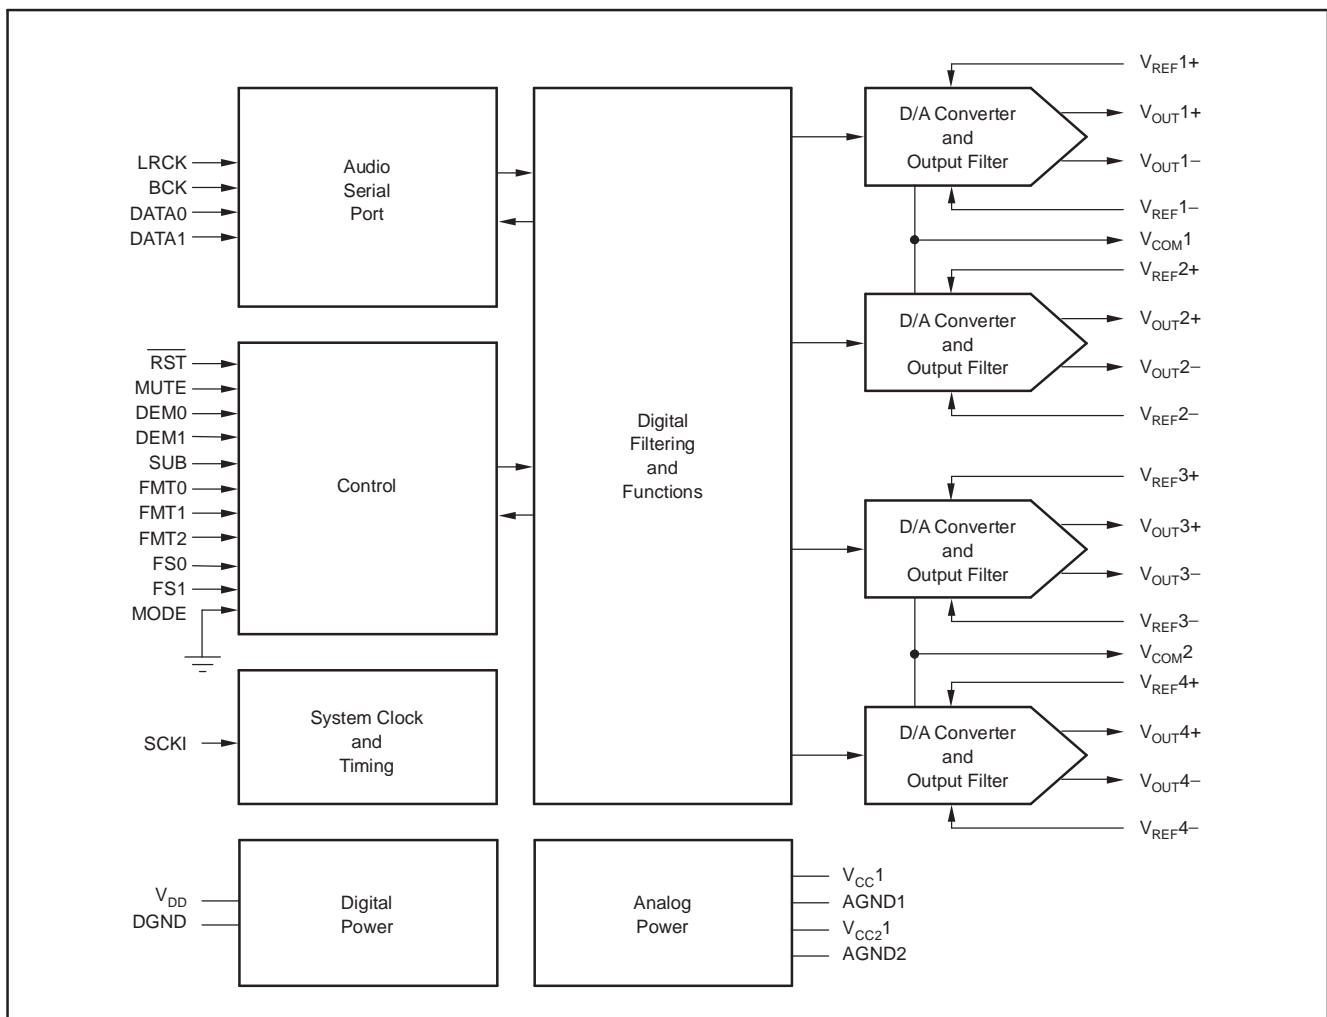 LRCK
BCK
DATA0
DATA1
Audio
Serial
Port
RST
MUTE
DEM0
DEM1
SUB
FMT0
FMT1
FMT2
FS0
FS1
MODE
Control
SCKI
System Clock
and
Timing
VDD
DGND
Digital
Power
Digital
Filtering
and
Functions
Analog
Power
VCC1
AGND1
VCC21
AGND2
D/A Converter
and
Output Filter
VREF1+
VOUT1+
VOUT1−
VREF1−
VCOM1
D/A Converter
and
Output Filter
VREF2+
VOUT2+
VOUT2−
VREF2−
D/A Converter
and
Output Filter
VREF3+
VOUT3+
VOUT3−
VREF3−
VCOM2
D/A Converter
and
Output Filter
VREF4+
VOUT4+
VOUT4−
VREF4−